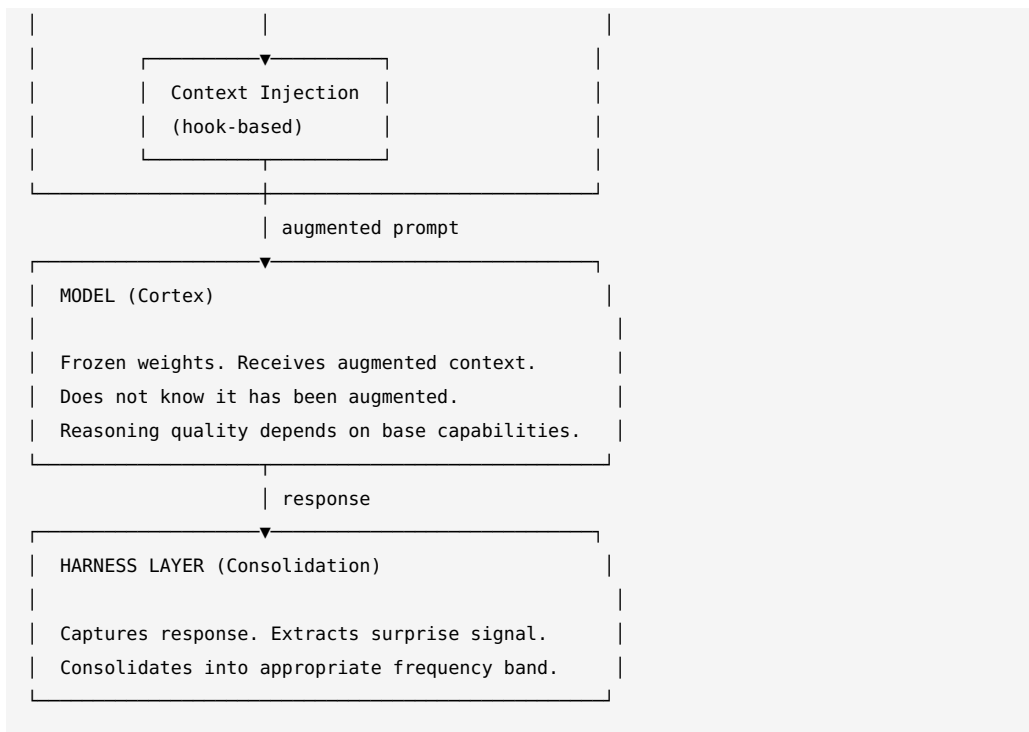 Context Injection
(hook-based)
augmented prompt
MODEL (Cortex)
Frozen weights. Receives augmented context.
Does not know it has been augmented.
Reasoning quality depends on base capabilities.
response
HARNESS LAYER (Consolidation)
Captures response. Extracts surprise signal.
Consolidates into appropriate frequency band.